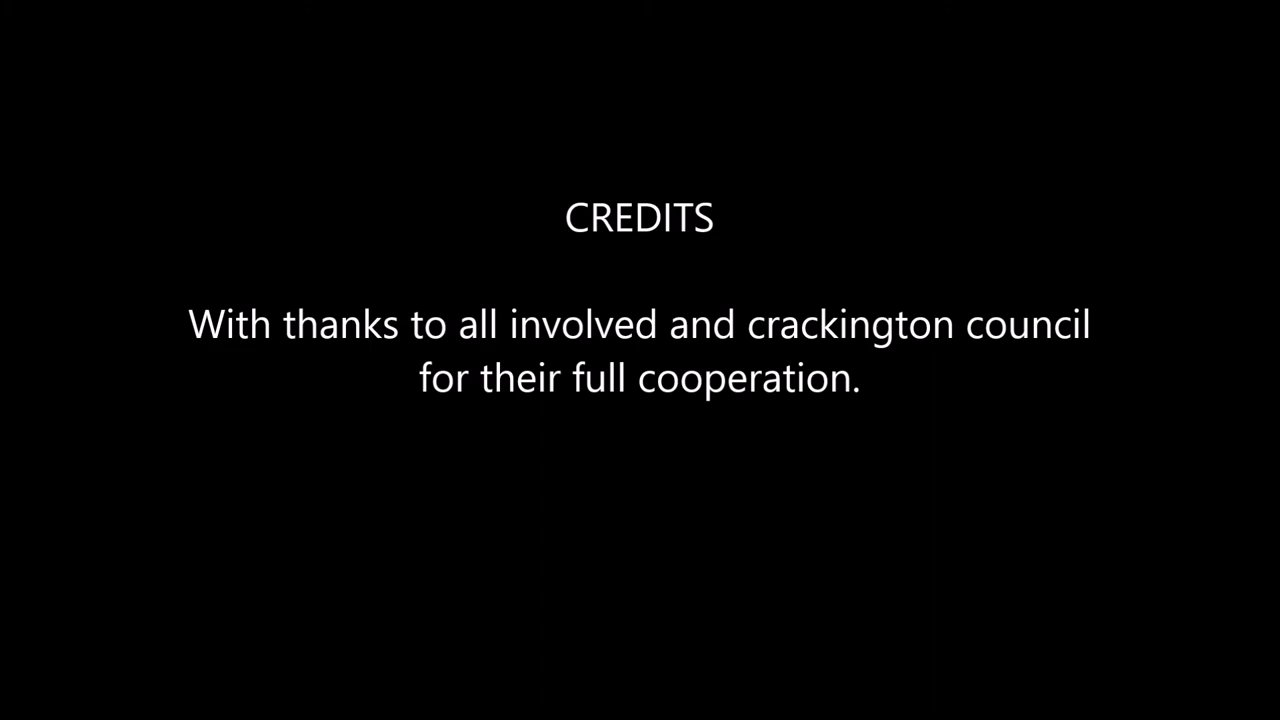 CREDITS
With thanks to all involved and crackington council
for their full cooperation.